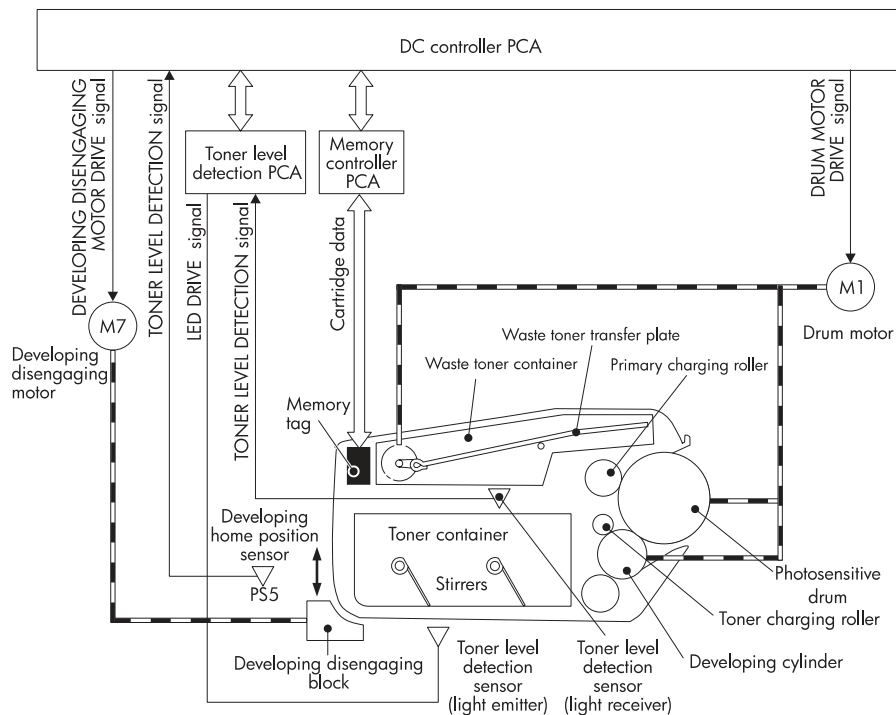 DC controller PCA
DEVELOPING DISENGAGING
MOTOR DRIVE signal
TONER LEVEL DETECTION signal
Toner level
detection PCA
Memory
controller
PCA
DRUM MOTOR
DRIVE signal
LED DRIVE signal
TONER LEVEL DETECTION signal
Cartridge data
M7
Developing
disengaging
motor
M1
Drum motor
Waste toner transfer plate
Waste toner container
Primary charging roller
Memory
tag
Developing
home position
sensor
PS5
Toner container
Stirrers
Photosensitive
drum
Toner charging roller
Developing cylinder
Developing disengaging
block
Toner level
detection
sensor
(light emitter)
Toner level
detection
sensor
(light receiver)